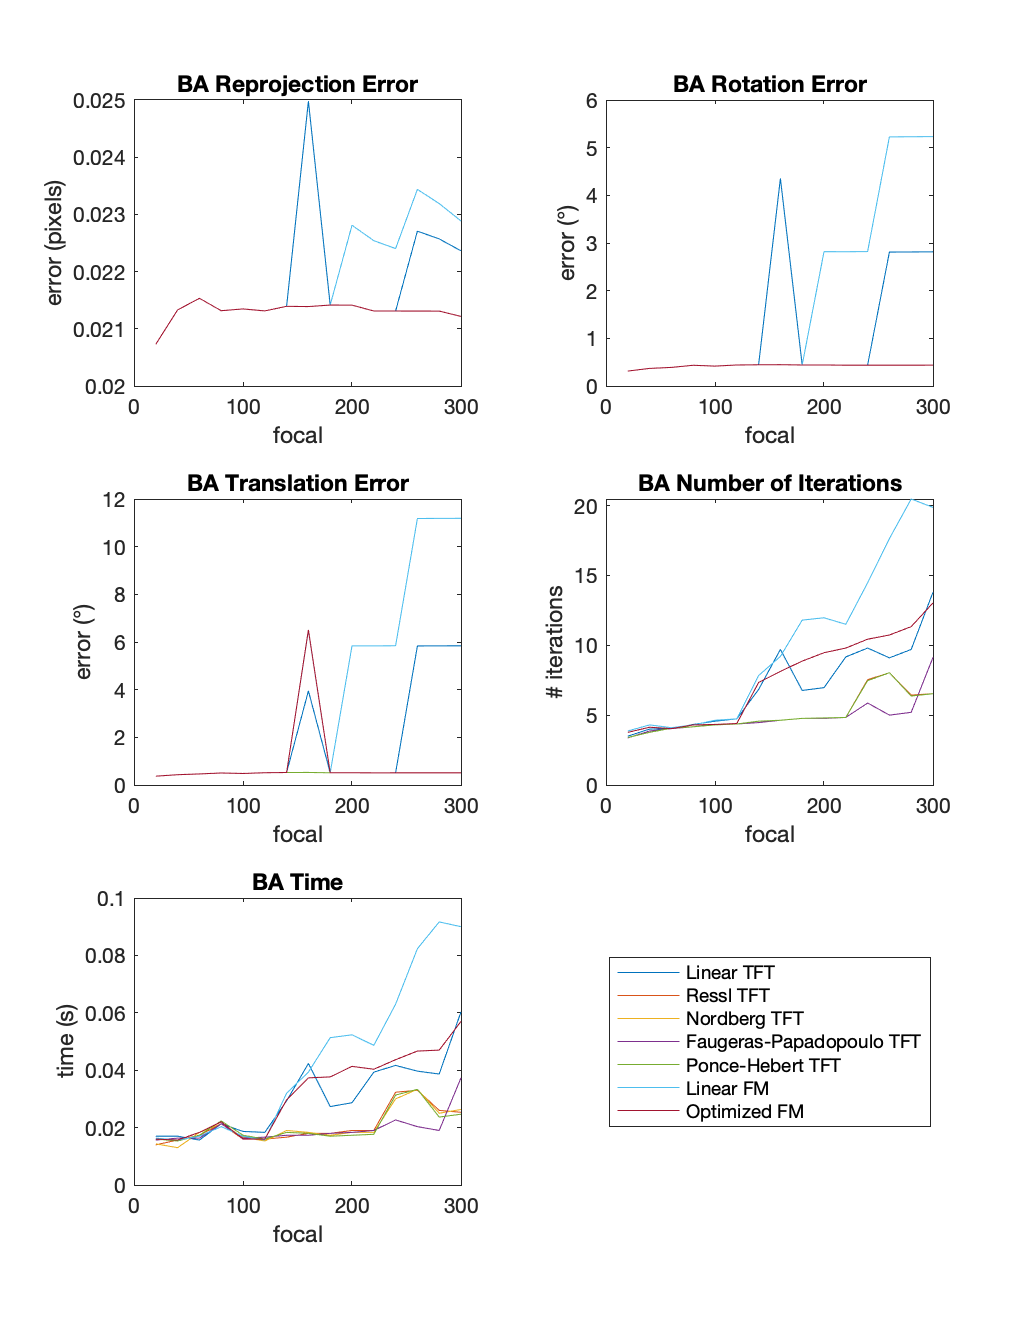 BA Reprojection Error
0.025
0.024
0.023
0.022
0.021
0.02
error (pixels)
0
100
200
300
focal
BA Rotation Error
6
5
4
3
2
1
0
error (°)
0
100
200
300
focal
BA Translation Error
12
10
8
6
4
2
0
error (°)
0
100
200
300
focal
BA Number of Iterations
20
15
10
5
0
# iterations
0
100
200
300
focal
BA Time
0.1
0.08
0.06
0.04
0.02
0
time (s)
0
100
200
300
focal
Linear TFT
Ressl TFT
Nordberg TFT
Faugeras-Papadopoulo TFT
Ponce-Hebert TFT
Linear FM
Optimized FM